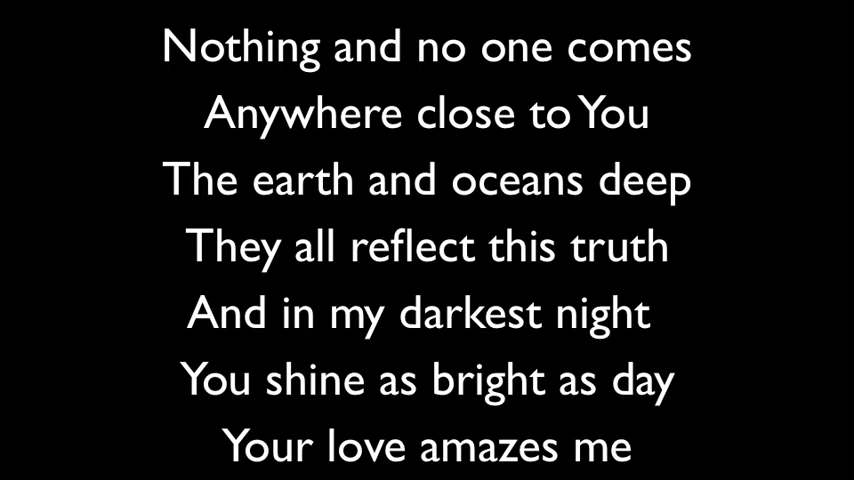 Nothing and no one comes
Anywhere close to You
The earth and oceans deep
They all reflect this truth
And in my darkest night
You shine as bright as day
Your love amazes me